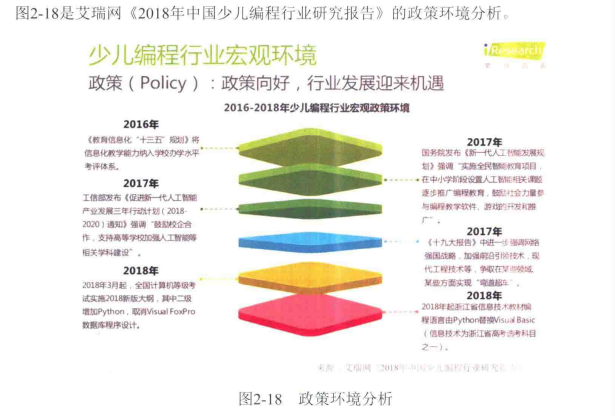 图2-18是艾瑞网《2018年中国少儿编程行业研究报告》的政策环境分析。
少儿编程行业宏观环境
iResearch
政策（Policy）：政策向好，行业发展迎来机遇
2016-2018年少儿编程行业宏观政策环境
2016年
《教育信息化“十三五”规划》将
信息化教学能力纳入学校办学水平
考评体系。
2017年
工信部发布《促进新一代人工智能
产业发展三年行动计划（2018-
2020）通知》强调“鼓励校企合
作，支持高等学校加强人工智能等
相关学科建设”。
2018年
2018年3月起，全国计算机等级考
试实施2018新版大纲，其中二级
增加Python，取消Visual FoxPro
数据库程序设计。
2017年
国务院发布《新一代人工智能发展规
划》强调“实施全民智能教育项目，
在中小学阶段设置人工智能相关课程
逐步推广编程教育，鼓励社会力量参
与编程教学软件、游戏的开发和推
广”。
2017年
《十九大报告》中进一步强调网络
强国战略，加强前沿引领技术，现
代工程技术等，争取在某些领域，
某些方面实现“弯道超车”。
2018年
2018年起浙江省信息技术教材编
程语言由Python替换Visual Basic
（信息技术为浙江省高考选考科目
之一）。
来源：艾瑞网《2018年中国少儿编程行业研究
图2-18 政策环境分析